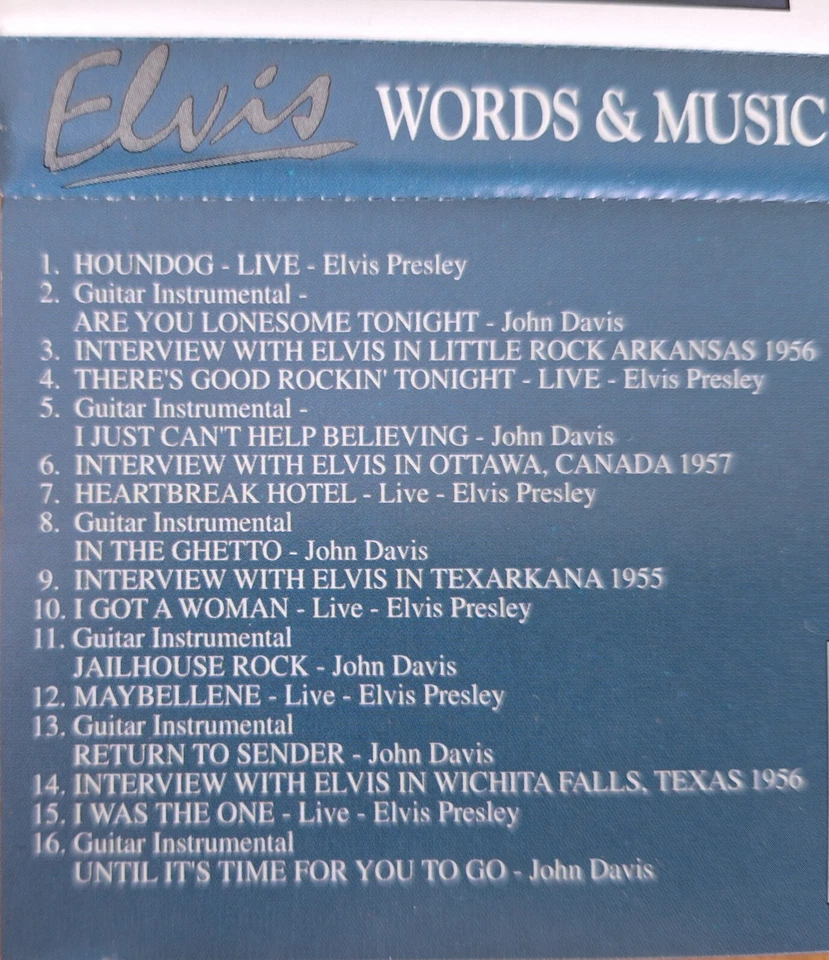 Elvis WORDS & MUSIC
1. HOUNDOG - LIVE - Elvis Presley
2. Guitar Instrumental -
ARE YOU LONESOME TONIGHT - John Davis
3. INTERVIEW WITH ELVIS IN LITTLE ROCK ARKANSAS 1956
4. THERE'S GOOD ROCKIN' TONIGHT - LIVE - Elvis Presley
5. Guitar Instrumental -
I JUST CAN'T HELP BELIEVING - John Davis
6. INTERVIEW WITH ELVIS IN OTTAWA, CANADA 1957
7. HEARTBREAK HOTEL - Live - Elvis Presley
8. Guitar Instrumental
IN THE GHETTO - John Davis
9. INTERVIEW WITH ELVIS IN TEXARKANA 1955
10. I GOT A WOMAN - Live - Elvis Presley
11. Guitar Instrumental
JAILHOUSE ROCK - John Davis
12. MAYBELLENE - Live - Elvis Presley
13. Guitar Instrumental
RETURN TO SENDER - John Davis
14. INTERVIEW WITH ELVIS IN WICHITA FALLS, TEXAS 1956
15. I WAS THE ONE - Live - Elvis Presley
16. Guitar Instrumental
UNTIL IT'S TIME FOR YOU TO GO - John Davis